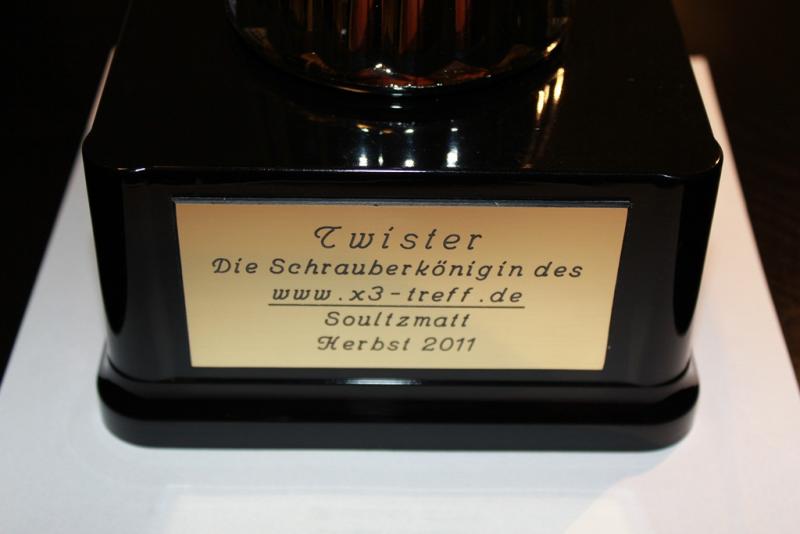 Twister
Die Schrauberkönigin des
www.x3-treff.de
Soultzmatt
Herbst 2011